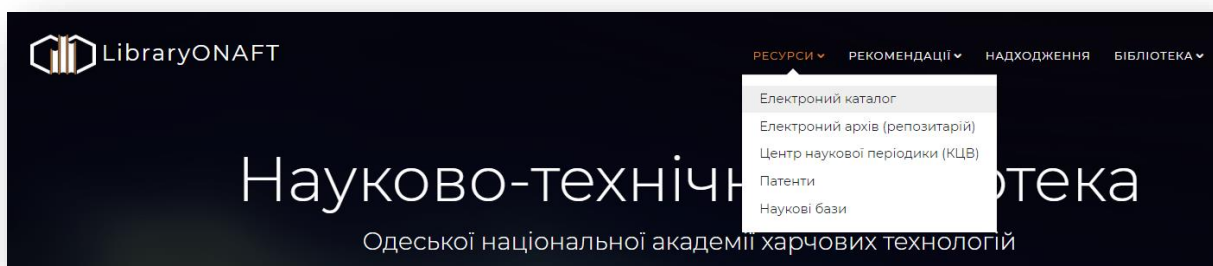 LibraryONAFT
РЕСУРСИ РЕКОМЕНДАЦІЇ НАДХОДЖЕННЯ БІБЛІОТЕКА
Електроний каталог
Електроний архів (репозитарій)
Центр наукової періодики (КЦВ)
Патенти
Наукові бази
Науково-техніч отека
Одеської національної академії харчових технологій